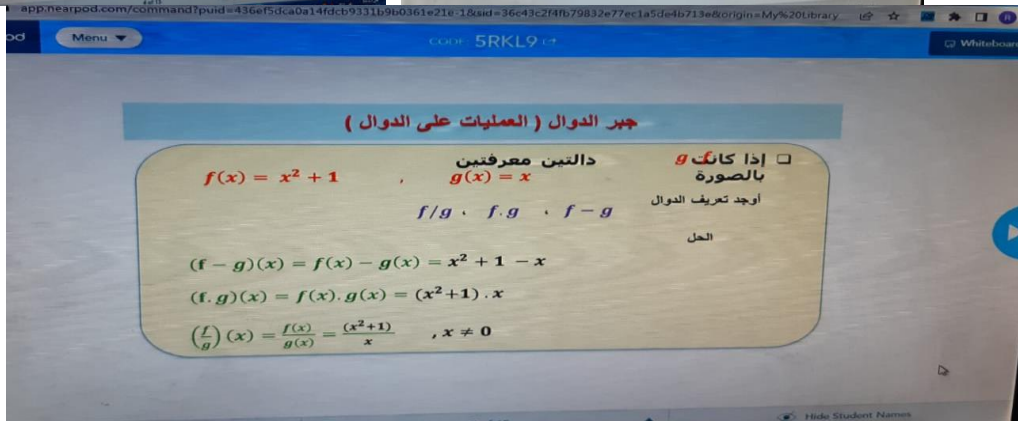 app.nearpod.com/command?puid=436ef5dca0a14fdcb9331b9b0361e21e-1&sid=36c43c2f4fb79832e77ec1a5de4b713e&origin=My%20Library
od Menu CODE 5RKL9 Whiteboar
جبر الدوال ( العمليات على الدوال )
إذا كانت g دالتين معرفتين
بالصورة g(x) = x , f(x) = x² + 1
أوجد تعريف الدوال f/g ، f.g ، f − g
الحل
(f − g)(x) = f(x) − g(x) = x² + 1 − x
(f. g)(x) = f(x). g(x) = (x²+1) . x
(f/g)(x) = f(x)/g(x) = (x²+1)/x , x ≠ 0
Hide Student Names